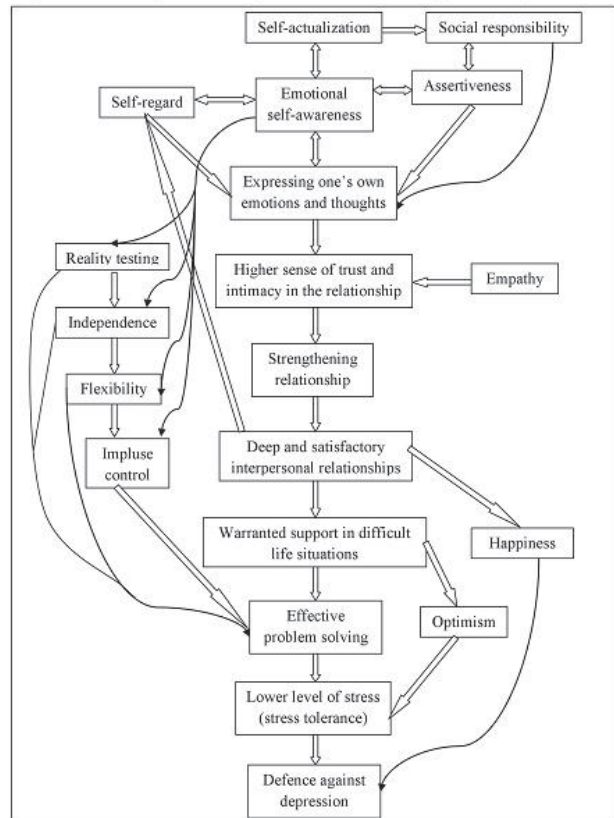 Self-actualization
Social responsibility
Self-regard
Emotional
self-awareness
Assertiveness
Expressing one's own
emotions and thoughts
Reality testing
Higher sense of trust and
intimacy in the relationship
Empathy
Independence
Strengthening
relationship
Flexibility
Impluse
control
Deep and satisfactory
interpersonal relationships
Warranted support in difficult
life situations
Happiness
Effective
problem solving
Optimism
Lower level of stress
(stress tolerance)
Defence against
depression